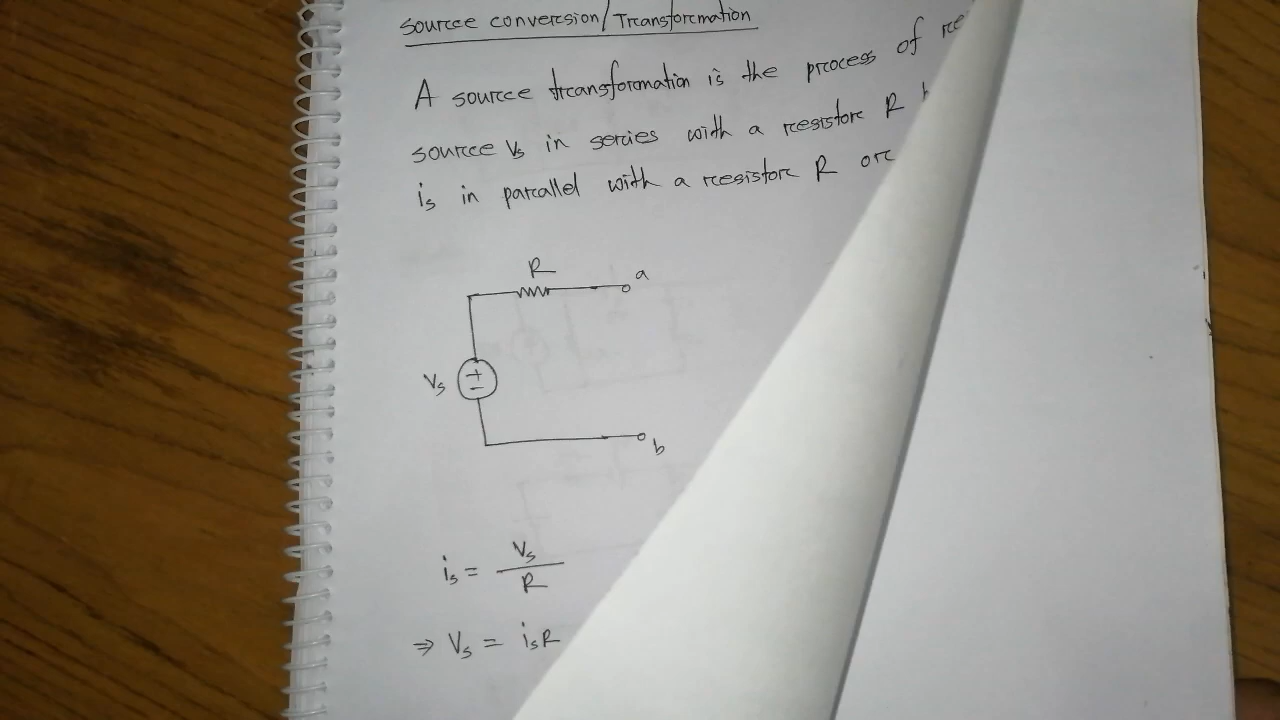 source conversion/Transformation
A source transformation is the process of
source Vs in series with a resistor R
is in parallel with a resistor R or
R
a
Vs
+
−
b
is = Vs / R
⇒ Vs = isR